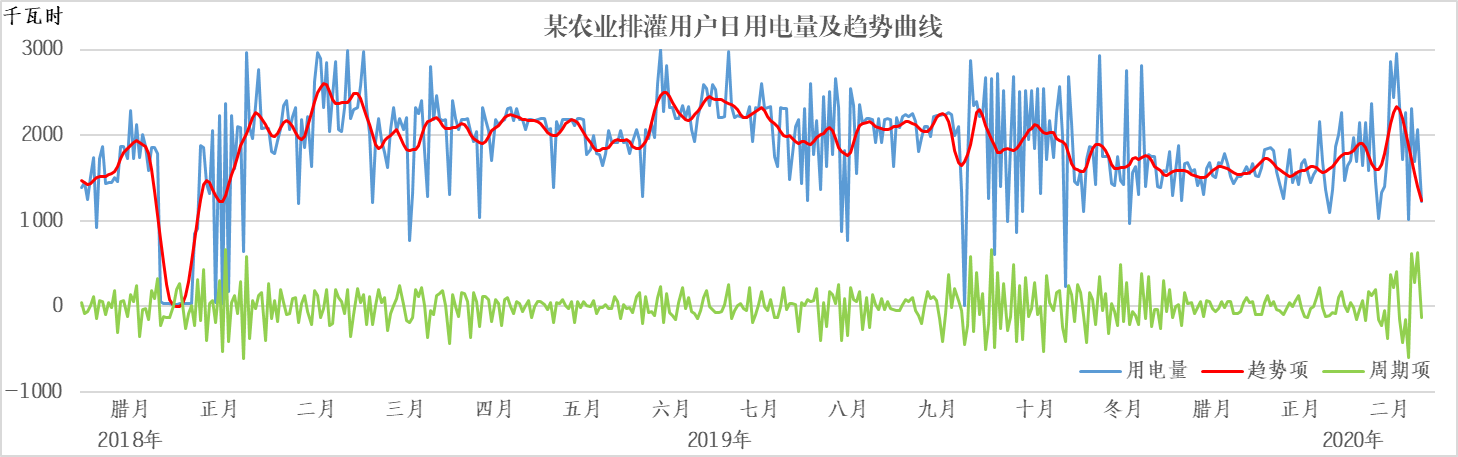 千瓦时
某农业排灌用户日用电量及趋势曲线
3000
2000
1000
0
-1000
用电量 趋势项 周期项
腊月 正月 二月 三月 四月 五月 六月 七月 八月 九月 十月 冬月 腊月 正月 二月
2018年 2019年 2020年